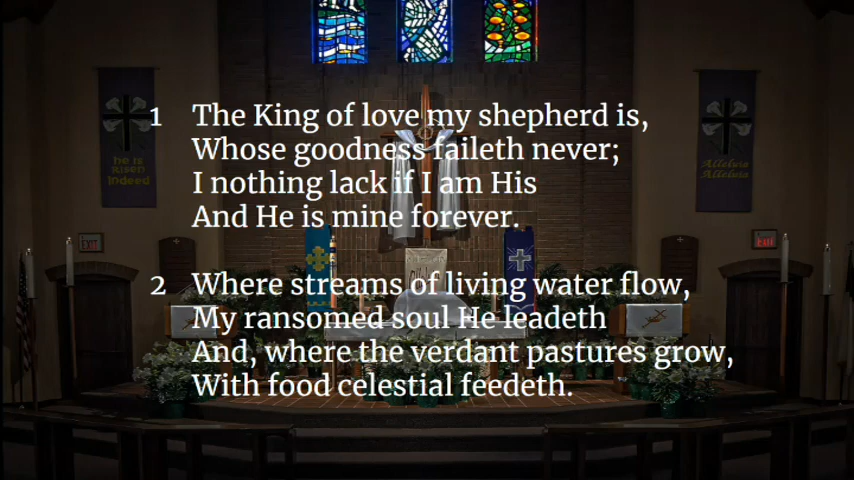 1 The King of love my shepherd is,
Whose goodness faileth never;
I nothing lack if I am His
And He is mine forever.
2 Where streams of living water flow,
My ransomed soul He leadeth
And, where the verdant pastures grow,
With food celestial feedeth.
he is
Risen
Indeed
Alleluia
Alleluia
EXIT
EXIT